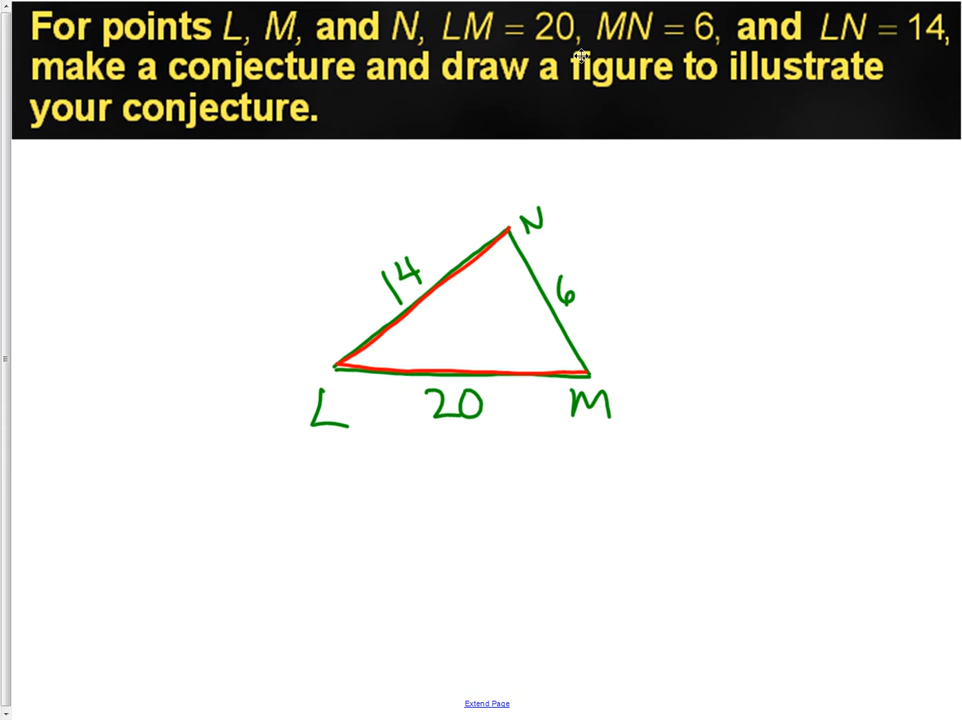 For points L, M, and N, LM = 20, MN = 6, and LN = 14,
make a conjecture and draw a figure to illustrate
your conjecture.
N
14
6
L 20 M
Extend Page